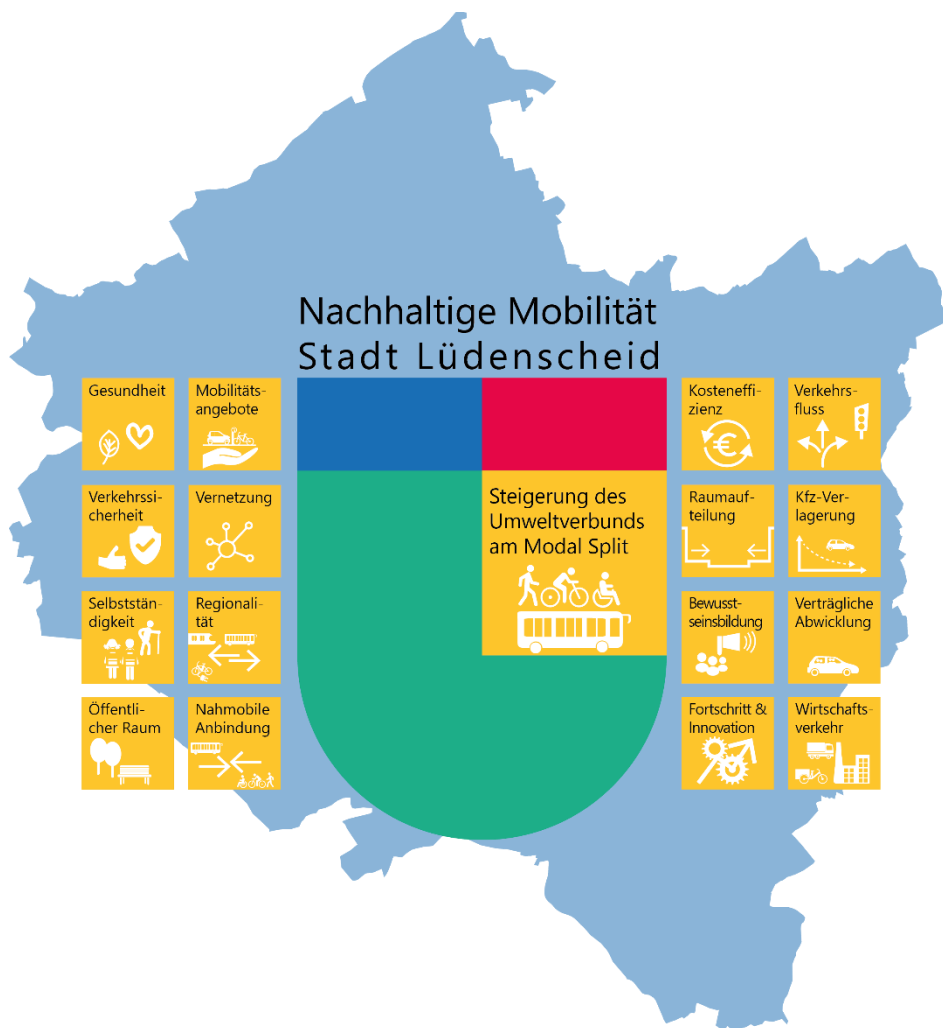 Nachhaltige Mobilität
Stadt Lüdenscheid
Gesundheit
Mobilitäts-
angebote
Verkehrssi-
cherheit
Vernetzung
Selbststän-
digkeit
Regionali-
tät
Öffentli-
cher Raum
Nahmobile
Anbindung
Steigerung des
Umweltverbunds
am Modal Split
Kosteneffi-
zienz
Verkehrs-
fluss
Raumauf-
teilung
Kfz-Ver-
lagerung
Bewusst-
seinsbildung
Verträgliche
Abwicklung
Fortschritt &
Innovation
Wirtschafts-
verkehr